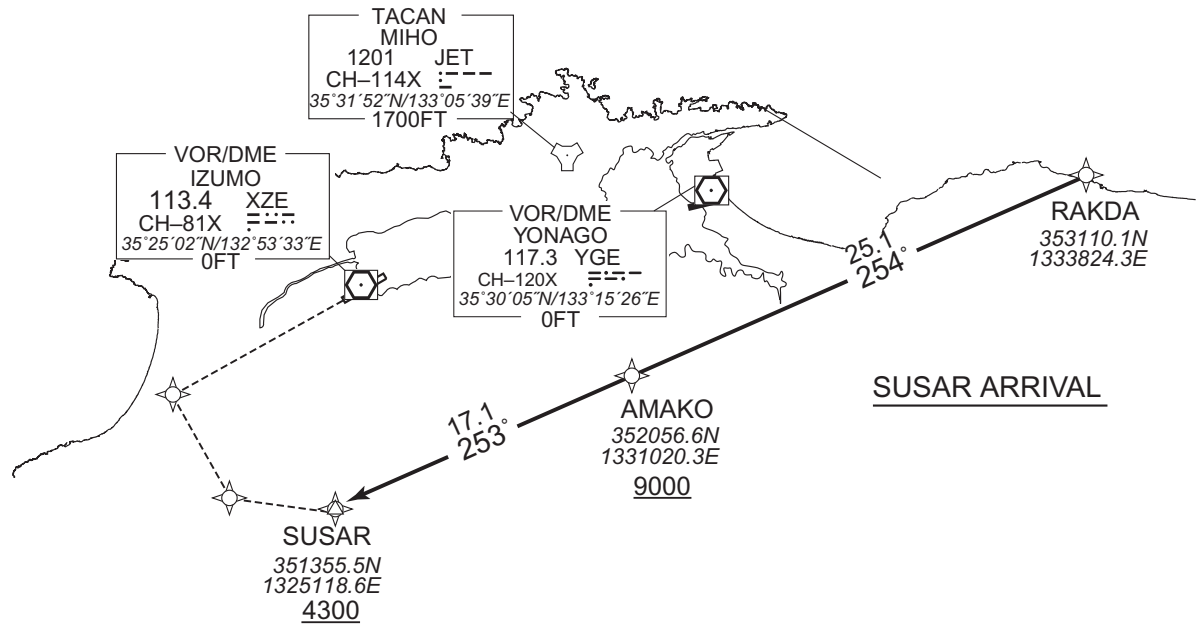 TACAN
MIHO
1201 JET
CH–114X
35˚31´52˝N/133˚05´39˝E
1700FT
VOR/DME
IZUMO
113.4 XZE
CH–81X
35˚25´02˝N/132˚53´33˝E
0FT
VOR/DME
YONAGO
117.3 YGE
CH–120X
35˚30´05˝N/133˚15´26˝E
0FT
RAKDA
353110.1N
1333824.3E
25.1
254˚
SUSAR ARRIVAL
AMAKO
352056.6N
1331020.3E
9000
17.1
253˚
SUSAR
351355.5N
1325118.6E
4300